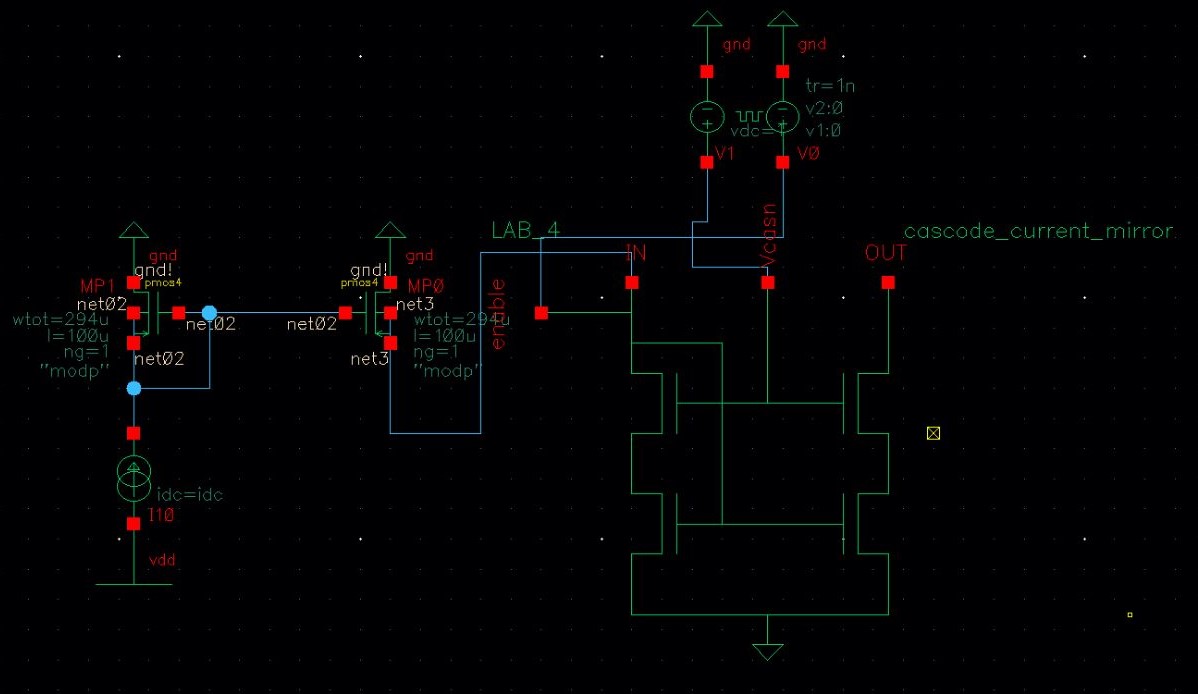 gnd
gnd
tr=1n
v2:0
vdc=1
v1:0
V1
V0
Vcasn
LAB_4
cascode_current_mirror
IN
OUT
gnd
gnd
gnd!
gnd!
MP1
pmos4
pmos4
MP0
enable
net02
net3
wtot=294u
net02
net02
wtot=294u
l=100u
l=100u
ng=1
net02
net3
ng=1
"modp"
"modp"
idc=idc
I10
vdd